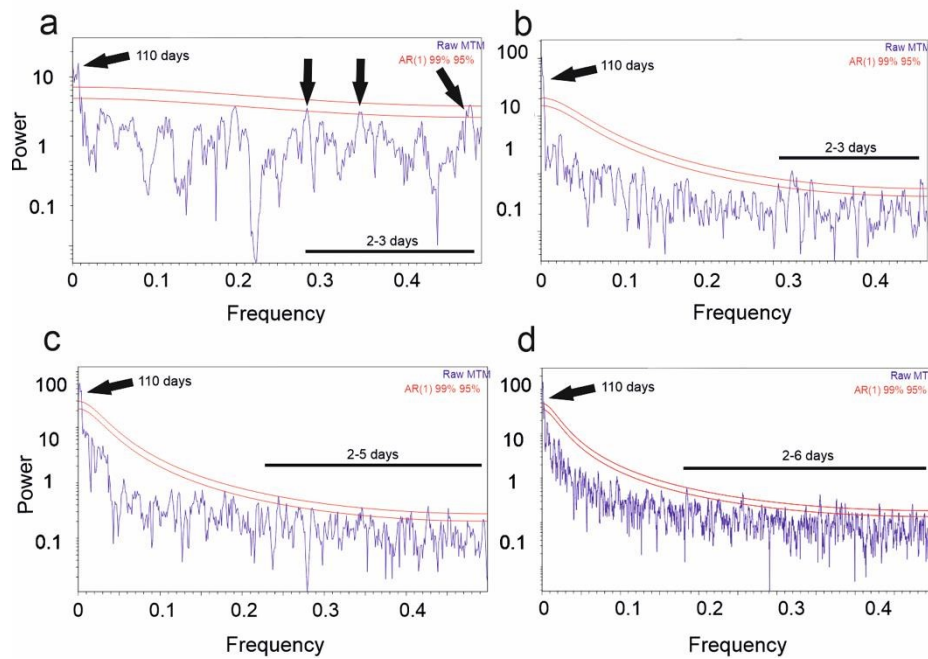 a
Raw MTM
AR(1) 99% 95%
110 days
10
1
0.1
Power
2-3 days
0 0.1 0.2 0.3 0.4
Frequency
b
Raw MTM
AR(1) 99% 95%
110 days
100
10
1
0.1
2-3 days
0 0.1 0.2 0.3 0.4
Frequency
c
Raw MTM
AR(1) 99% 95%
110 days
100
10
1
0.1
Power
2-5 days
0 0.1 0.2 0.3 0.4
Frequency
d
Raw MT
AR(1) 99% 95%
110 days
100
10
1
0.1
2-6 days
0 0.1 0.2 0.3 0.4
Frequency